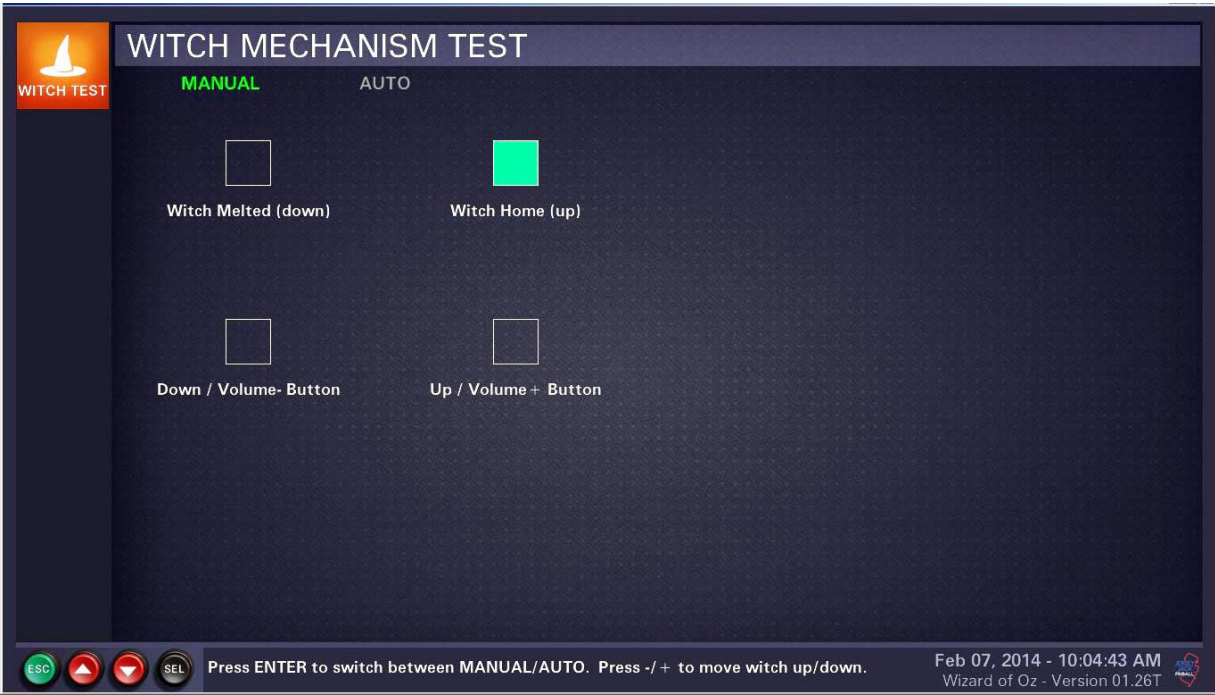 WITCH MECHANISM TEST
WITCH TEST
MANUAL AUTO
Witch Melted (down) Witch Home (up)
Down / Volume- Button Up / Volume+ Button
ESC SEL Press ENTER to switch between MANUAL/AUTO. Press -/+ to move witch up/down.
Feb 07, 2014 - 10:04:43 AM
Wizard of Oz - Version 01.26T